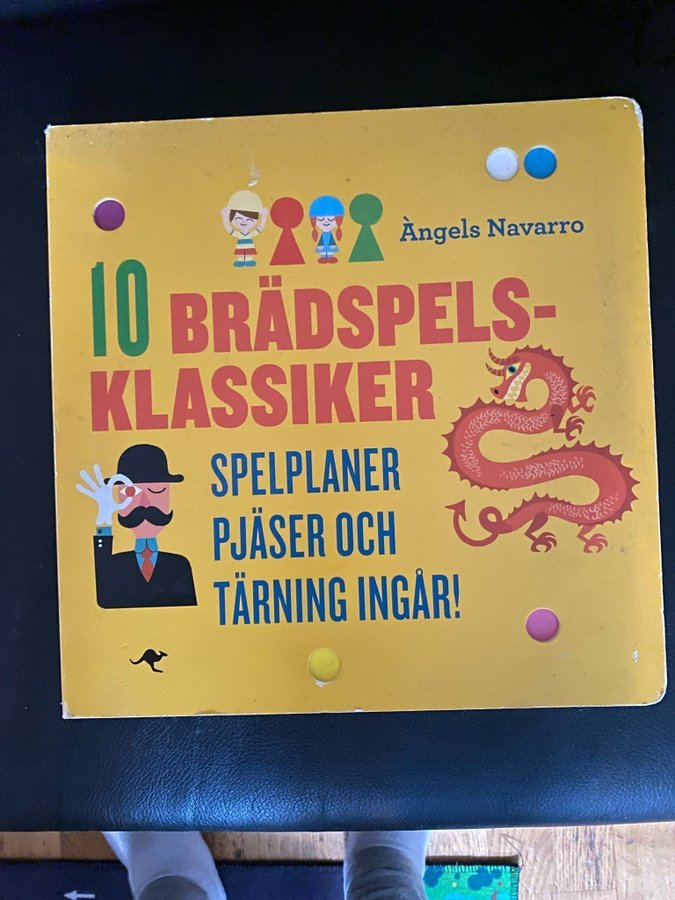 Àngels Navarro
10 BRÄDSPELS-
KLASSIKER
SPELPLANER
PJÄSER OCH
TÄRNING INGÅR!